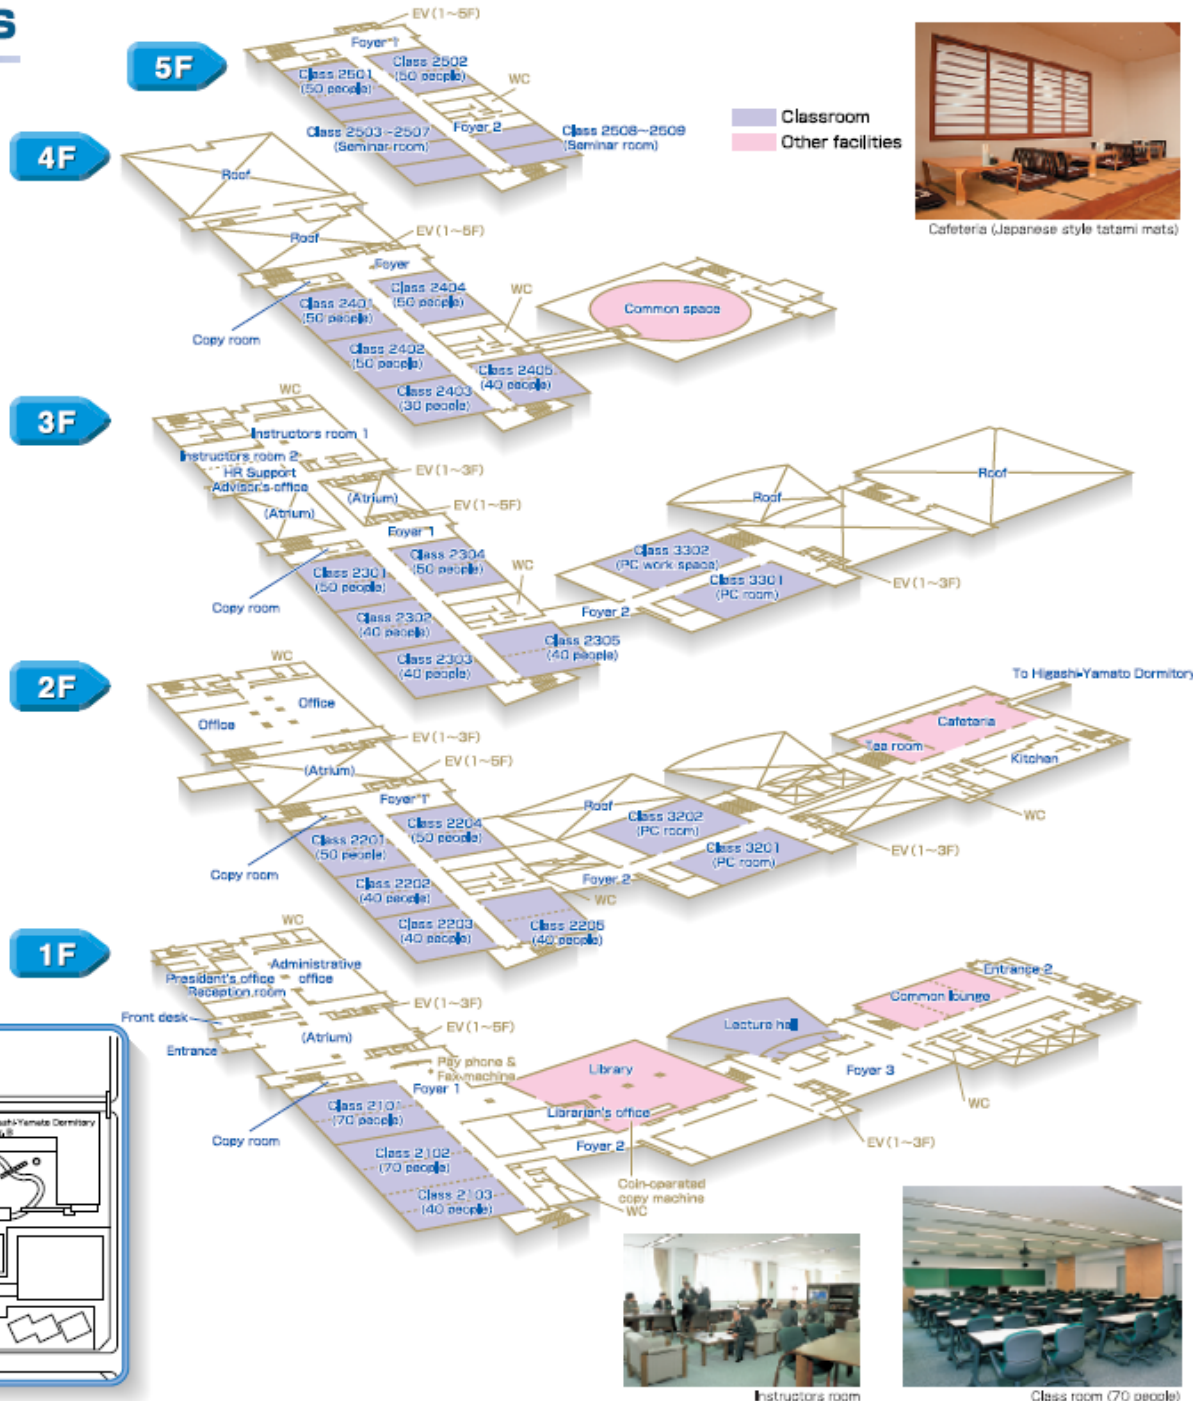 s
5F
EV (1~5F)
Foyer 1
Class 2502
(50 people)
Class 2501
(50 people)
WC
Foyer 2
Class 2503~2507
(Seminar room)
Class 2508~2509
(Seminar room)
Classroom
Other facilities
Cafeteria (Japanese style tatami mats)
4F
Roof
Roof
EV (1~5F)
Foyer
Class 2404
(50 people)
Class 2401
(50 people)
WC
Common space
Copy room
Class 2402
(50 people)
Class 2405
(40 people)
Class 2403
(30 people)
3F
WC
Instructors room 1
Instructors room 2
HR Support
Advisor's office
EV (1~3F)
(Atrium)
(Atrium)
EV (1~5F)
Foyer 1
Class 2304
(50 people)
Class 2301
(50 people)
WC
Copy room
Class 2302
(40 people)
Class 2303
(40 people)
Class 2305
(40 people)
Foyer 2
Class 3302
(PC work space)
Class 3301
(PC room)
Roof
Roof
EV (1~3F)
2F
WC
Office
Office
EV (1~3F)
(Atrium)
EV (1~5F)
Foyer 1
Class 2204
(50 people)
Class 2201
(50 people)
Copy room
Class 2202
(40 people)
Class 2203
(40 people)
WC
Class 2205
(40 people)
Foyer 2
Roof
Class 3202
(PC room)
Class 3201
(PC room)
To Higashi-Yamato Dormitory
Cafeteria
Tea room
Kitchen
WC
EV (1~3F)
1F
WC
Administrative
office
President's office
Reception room
Front desk
EV (1~3F)
(Atrium)
EV (1~5F)
Entrance
Pay phone &
Fax machine
Foyer 1
Class 2101
(70 people)
Copy room
Class 2102
(70 people)
Class 2103
(40 people)
Library
Librarian's office
Foyer 2
Coin-operated
copy machine
WC
Lecture hall
Entrance 2
Common lounge
Foyer 3
WC
EV (1~3F)
ashi-Yamato Dormitory
Instructors room
Class room (70 people)